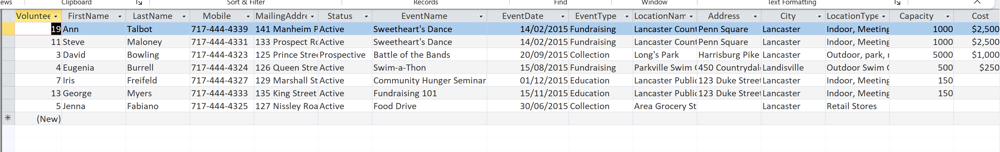 ews Clipboard Sort & Filter Records Find Window Text Formatting
Voluntee FirstName LastName Mobile MailingAddre Status EventName EventDate EventType LocationNam Address City LocationType Capacity Cost
19 Ann Talbot 717-444-4339 141 Manheim P Active Sweetheart's Dance 14/02/2015 Fundraising Lancaster Count Penn Square Lancaster Indoor, Meeting 1000 $2,500
11 Steve Maloney 717-444-4331 133 Prospect Ro Active Sweetheart's Dance 14/02/2015 Fundraising Lancaster Count Penn Square Lancaster Indoor, Meeting 1000 $2,500
3 David Bowling 717-444-4323 125 Prince Stree Prospective Battle of the Bands 20/09/2015 Collection Long's Park Harrisburg Pike Lancaster Outdoor, park, r 5000 $1,000
4 Eugenia Burrell 717-444-4324 126 Queen Stre Active Swim-a-Thon 15/08/2015 Fundraising Parkville Swim C 450 Countrydal Landisville Outdoor Swim C 500 $250
7 Iris Freifeld 717-444-4327 129 Marshall St Active Community Hunger Seminar 01/12/2015 Education Lancaster Public 123 Duke Street Lancaster Indoor, Meeting 150
13 George Myers 717-444-4333 135 King Street Active Fundraising 101 15/11/2015 Education Lancaster Public 123 Duke Street Lancaster Indoor, Meeting 150
5 Jenna Fabiano 717-444-4325 127 Nissley Roa Active Food Drive 30/06/2015 Collection Area Grocery St Lancaster Retail Stores
(New)